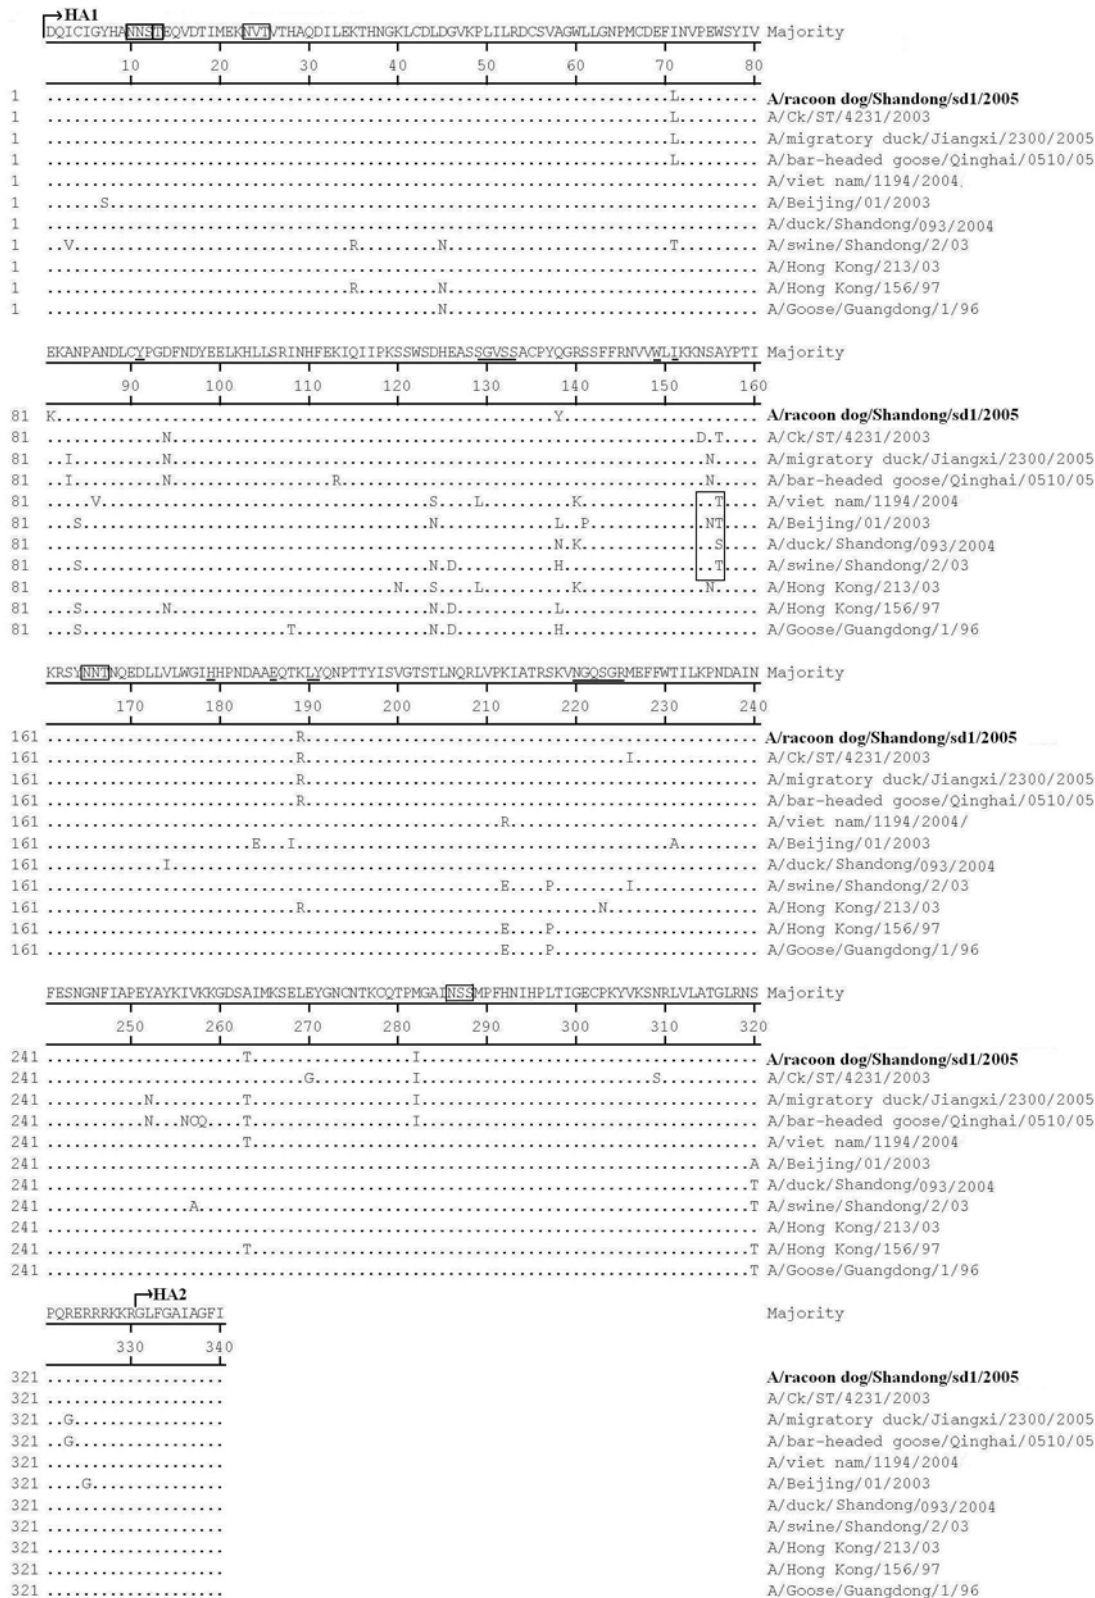 HA1
DQICIGYHANNSTEQVDTIMEKNVTVTHAQDILEKTHNGKLCDLDGVKPLILRDCSVAGWLLGNPMCDEFINVPEWSYIV Majority
10 20 30 40 50 60 70 80
1 ......................................................................L......... A/racoon dog/Shandong/sd1/2005
1 ......................................................................L......... A/Ck/ST/4231/2003
1 ......................................................................L......... A/migratory duck/Jiangxi/2300/2005
1 ......................................................................L......... A/bar-headed goose/Qinghai/0510/05
1 ................................................................................ A/viet nam/1194/2004.
1 ......S......................................................................... A/Beijing/01/2003
1 ................................................................................ A/duck/Shandong/093/2004
1 ..V...............................R.........N.........................T......... A/swine/Shandong/2/03
1 ................................................................................ A/Hong Kong/213/03
1 ..................................R.........N................................... A/Hong Kong/156/97
1 ............................................N................................... A/Goose/Guangdong/1/96
EKANPANDLCYPGDFNDYEELKHLLSRINHFEKIQIIPKSSWSDHEASSGVSSACPYQGRSSFFRNVVWLIKKNSAYPTI Majority
90 100 110 120 130 140 150 160
81 K........................................................Y...................... A/racoon dog/Shandong/sd1/2005
81 .............N...........................................................D.T.... A/Ck/ST/4231/2003
81 ..I..........N............................................................N..... A/migratory duck/Jiangxi/2300/2005
81 ..I..........N..................R.........................................N..... A/bar-headed goose/Qinghai/0510/05
81 .....V.....................................S....L..........K...............T.... A/viet nam/1194/2004
81 ...S.......................................N.............L..P.............NT.... A/Beijing/01/2003
81 .........................................................N.K...............S.... A/duck/Shandong/093/2004
81 ...S.......................................N.D...........H.................T.... A/swine/Shandong/2/03
81 .......................................N...S....L..........K..............N..... A/Hong Kong/213/03
81 ...S.........N.............................N.D...........L...................... A/Hong Kong/156/97
81 ...S.......................T...............N.D...........H...................... A/Goose/Guangdong/1/96
KRSYNNTNQEDLLVLWGIHHPNDAAEQTKLYQNPTTYISVGTSTLNQRLVPKIATRSKVNGQSGRMEFFWTILKPNDAIN Majority
170 180 190 200 210 220 230 240
161 ............................R................................................... A/racoon dog/Shandong/sd1/2005
161 ............................R....................................I.............. A/Ck/ST/4231/2003
161 ............................R................................................... A/migratory duck/Jiangxi/2300/2005
161 ............................R................................................... A/bar-headed goose/Qinghai/0510/05
161 ...................................................R............................ A/viet nam/1194/2004/
161 .......................E...I..........................................A......... A/Beijing/01/2003
161 .............I.................................................................. A/duck/Shandong/093/2004
161 ...................................................E....P........I.............. A/swine/Shandong/2/03
161 ............................R.................................N................. A/Hong Kong/213/03
161 ...................................................E....P....................... A/Hong Kong/156/97
161 ...................................................E....P....................... A/Goose/Guangdong/1/96
FESNGNFIAPEYAYKIVKKGDSAIMKSELEYGNCNTKCQTPMGAINSSMPFHNIHPLTIGECPKYVKSNRLVLATGLRNS Majority
250 260 270 280 290 300 310 320
241 ......................T..................I...................................... A/racoon dog/Shandong/sd1/2005
241 .............................G...........I..........................S........... A/Ck/ST/4231/2003
241 ...........N..........T..................I...................................... A/migratory duck/Jiangxi/2300/2005
241 ...........N...NCQ....T..................I...................................... A/bar-headed goose/Qinghai/0510/05
241 ......................T......................................................... A/viet nam/1194/2004
241 ...............................................................................A A/Beijing/01/2003
241 ...............................................................................T A/duck/Shandong/093/2004
241 ................A..............................................................T A/swine/Shandong/2/03
241 ................................................................................ A/Hong Kong/213/03
241 ......................T........................................................T A/Hong Kong/156/97
241 ...............................................................................T A/Goose/Guangdong/1/96
HA2
PQRERRRKKRGLFGAIAGFI Majority
330 340
321 .................... A/racoon dog/Shandong/sd1/2005
321 .................... A/Ck/ST/4231/2003
321 ..G................. A/migratory duck/Jiangxi/2300/2005
321 ..G................. A/bar-headed goose/Qinghai/0510/05
321 .................... A/viet nam/1194/2004
321 ....G............... A/Beijing/01/2003
321 .................... A/duck/Shandong/093/2004
321 .................... A/swine/Shandong/2/03
321 .................... A/Hong Kong/213/03
321 .................... A/Hong Kong/156/97
321 .................... A/Goose/Guangdong/1/96